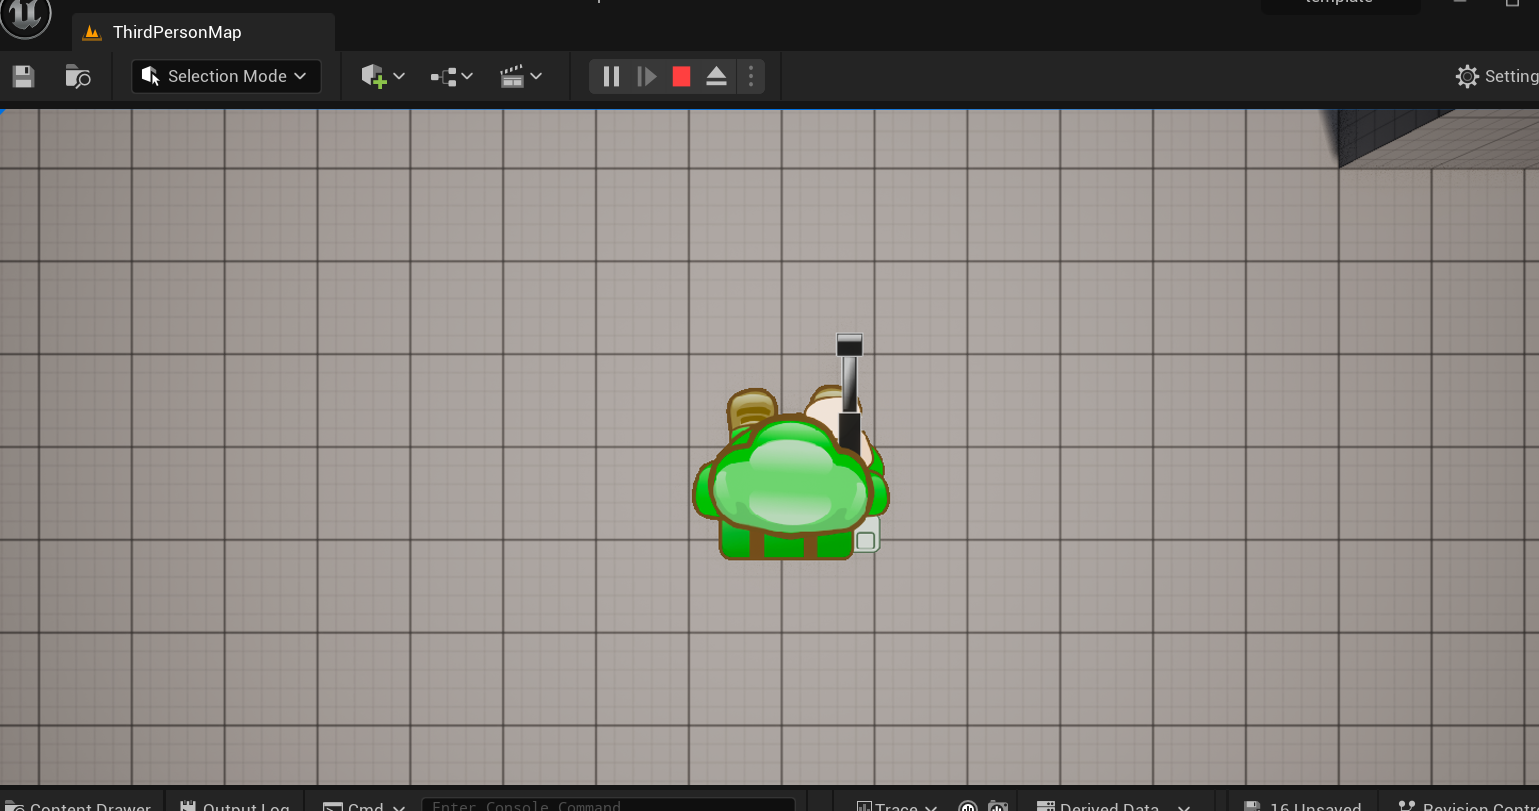 template
ThirdPersonMap
Selection Mode
Setting
Content Drawer
Output Log
Cmd
Enter Console Command
Trace
Derived Data
16 Unsaved
Revision Contr